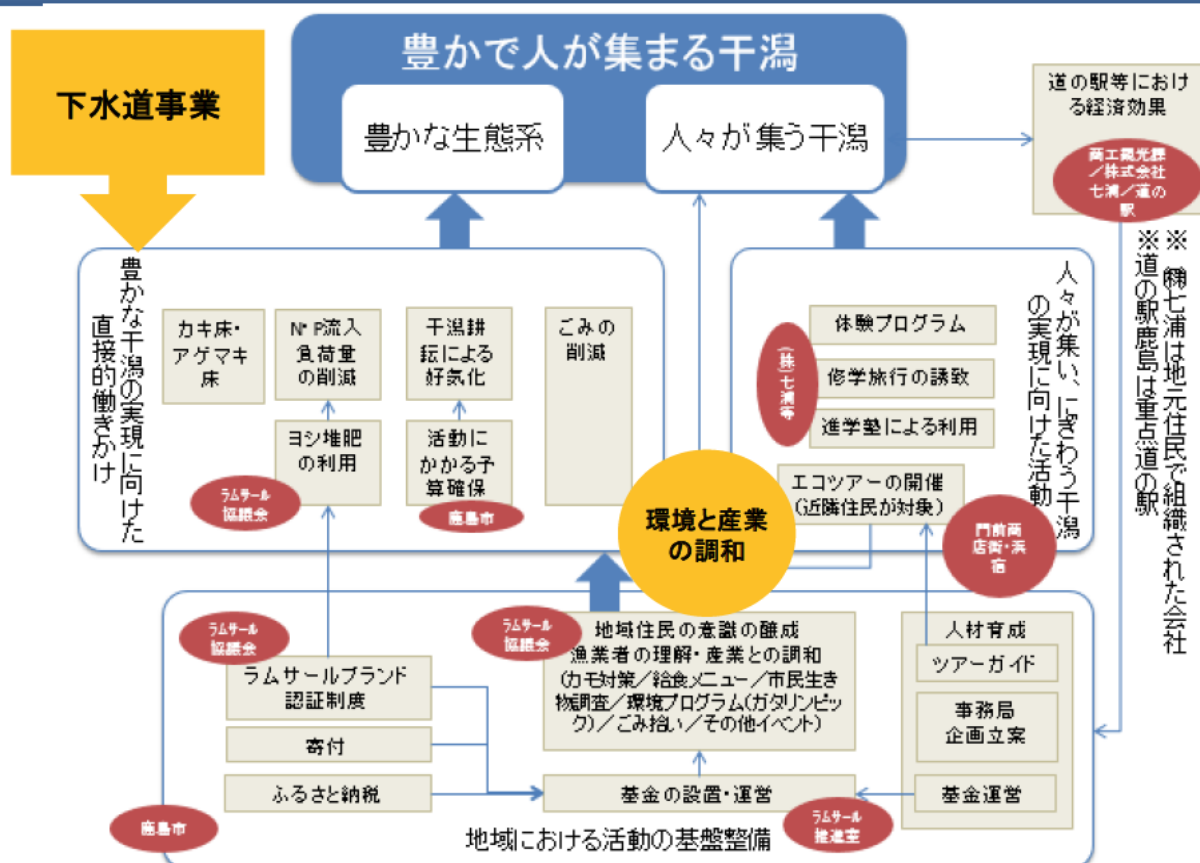 豊かで人が集まる干潟
下水道事業
豊かな生態系
人々が集う干潟
道の駅等におけ
る経済効果
商工観光課
/株式会社
七浦/道の
駅
豊かな干潟の実現に向けた
直接的働きかけ
カキ床・
アゲマキ
床
N・P流入
負荷量
の削減
干潟耕
耘による
好気化
ごみの
削減
ヨシ堆肥
の利用
ラムサール
協議会
活動に
かかる予
算確保
鹿島市
人々が集い、にぎわう干潟
の実現に向けた活動
体験プログラム
修学旅行の誘致
進学塾による利用
(株)七浦等
エコツアーの開催
(近隣住民が対象)
門前商
店街・浜
宿
※ ㈱七浦は地元住民で組織された会社
※道の駅鹿島は重点道の駅
環境と産業
の調和
ラムサール
協議会
ラムサールブランド
認証制度
寄付
ふるさと納税
鹿島市
ラムサール
協議会
地域住民の意識の醸成
漁業者の理解・産業との調和
(カモ対策/給食メニュー/市民生き
物調査/環境プログラム(ガタリンピッ
ク)/ごみ拾い/その他イベント)
基金の設置・運営
ラムサール
推進室
人材育成
ツアーガイド
事務局
企画立案
基金運営
地域における活動の基盤整備